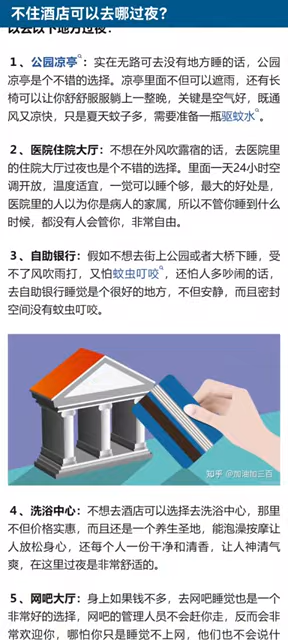 不住酒店可以去哪过夜？
以去以下地方过夜：
1、公园凉亭：实在无路可去没有地方睡的话，公园
凉亭是个不错的选择。凉亭里面不但可以遮雨，还有长
椅可以让你舒舒服服躺上一整晚，关键是空气好，既通
风又凉快，只是夏天蚊子多，需要准备一瓶驱蚊水。
2、医院住院大厅：不想在外风吹露宿的话，去医院里
的住院大厅过夜也是个不错的选择。里面一天24小时空
调开放，温度适宜，一觉可以睡个够，最大的好处是，
医院里的人以为你是病人的家属，所以不管你睡到什么
时候，都没有人会管你，非常自由。
3、自助银行：假如不想去街上公园或者大桥下睡，受
不了风吹雨打，又怕蚊虫叮咬，还怕人多吵闹的话，
去自助银行睡觉是个很好的地方，不但安静，而且密封
空间没有蚊虫叮咬。
知乎 @加油加三百
4、洗浴中心：不想去酒店可以选择去洗浴中心，那里
不但价格实惠，而且还是一个养生圣地，能泡澡按摩让
人放松身心，还每个人一份干净和清香，让人神清气
爽，在这里过夜是非常舒适的。
5、网吧大厅：身上如果钱不多，去网吧睡觉也是一个
非常好的选择，网吧的管理人员不会赶你走，反而会非
常欢迎你，哪怕你只是睡觉不上网，他们也不会说什